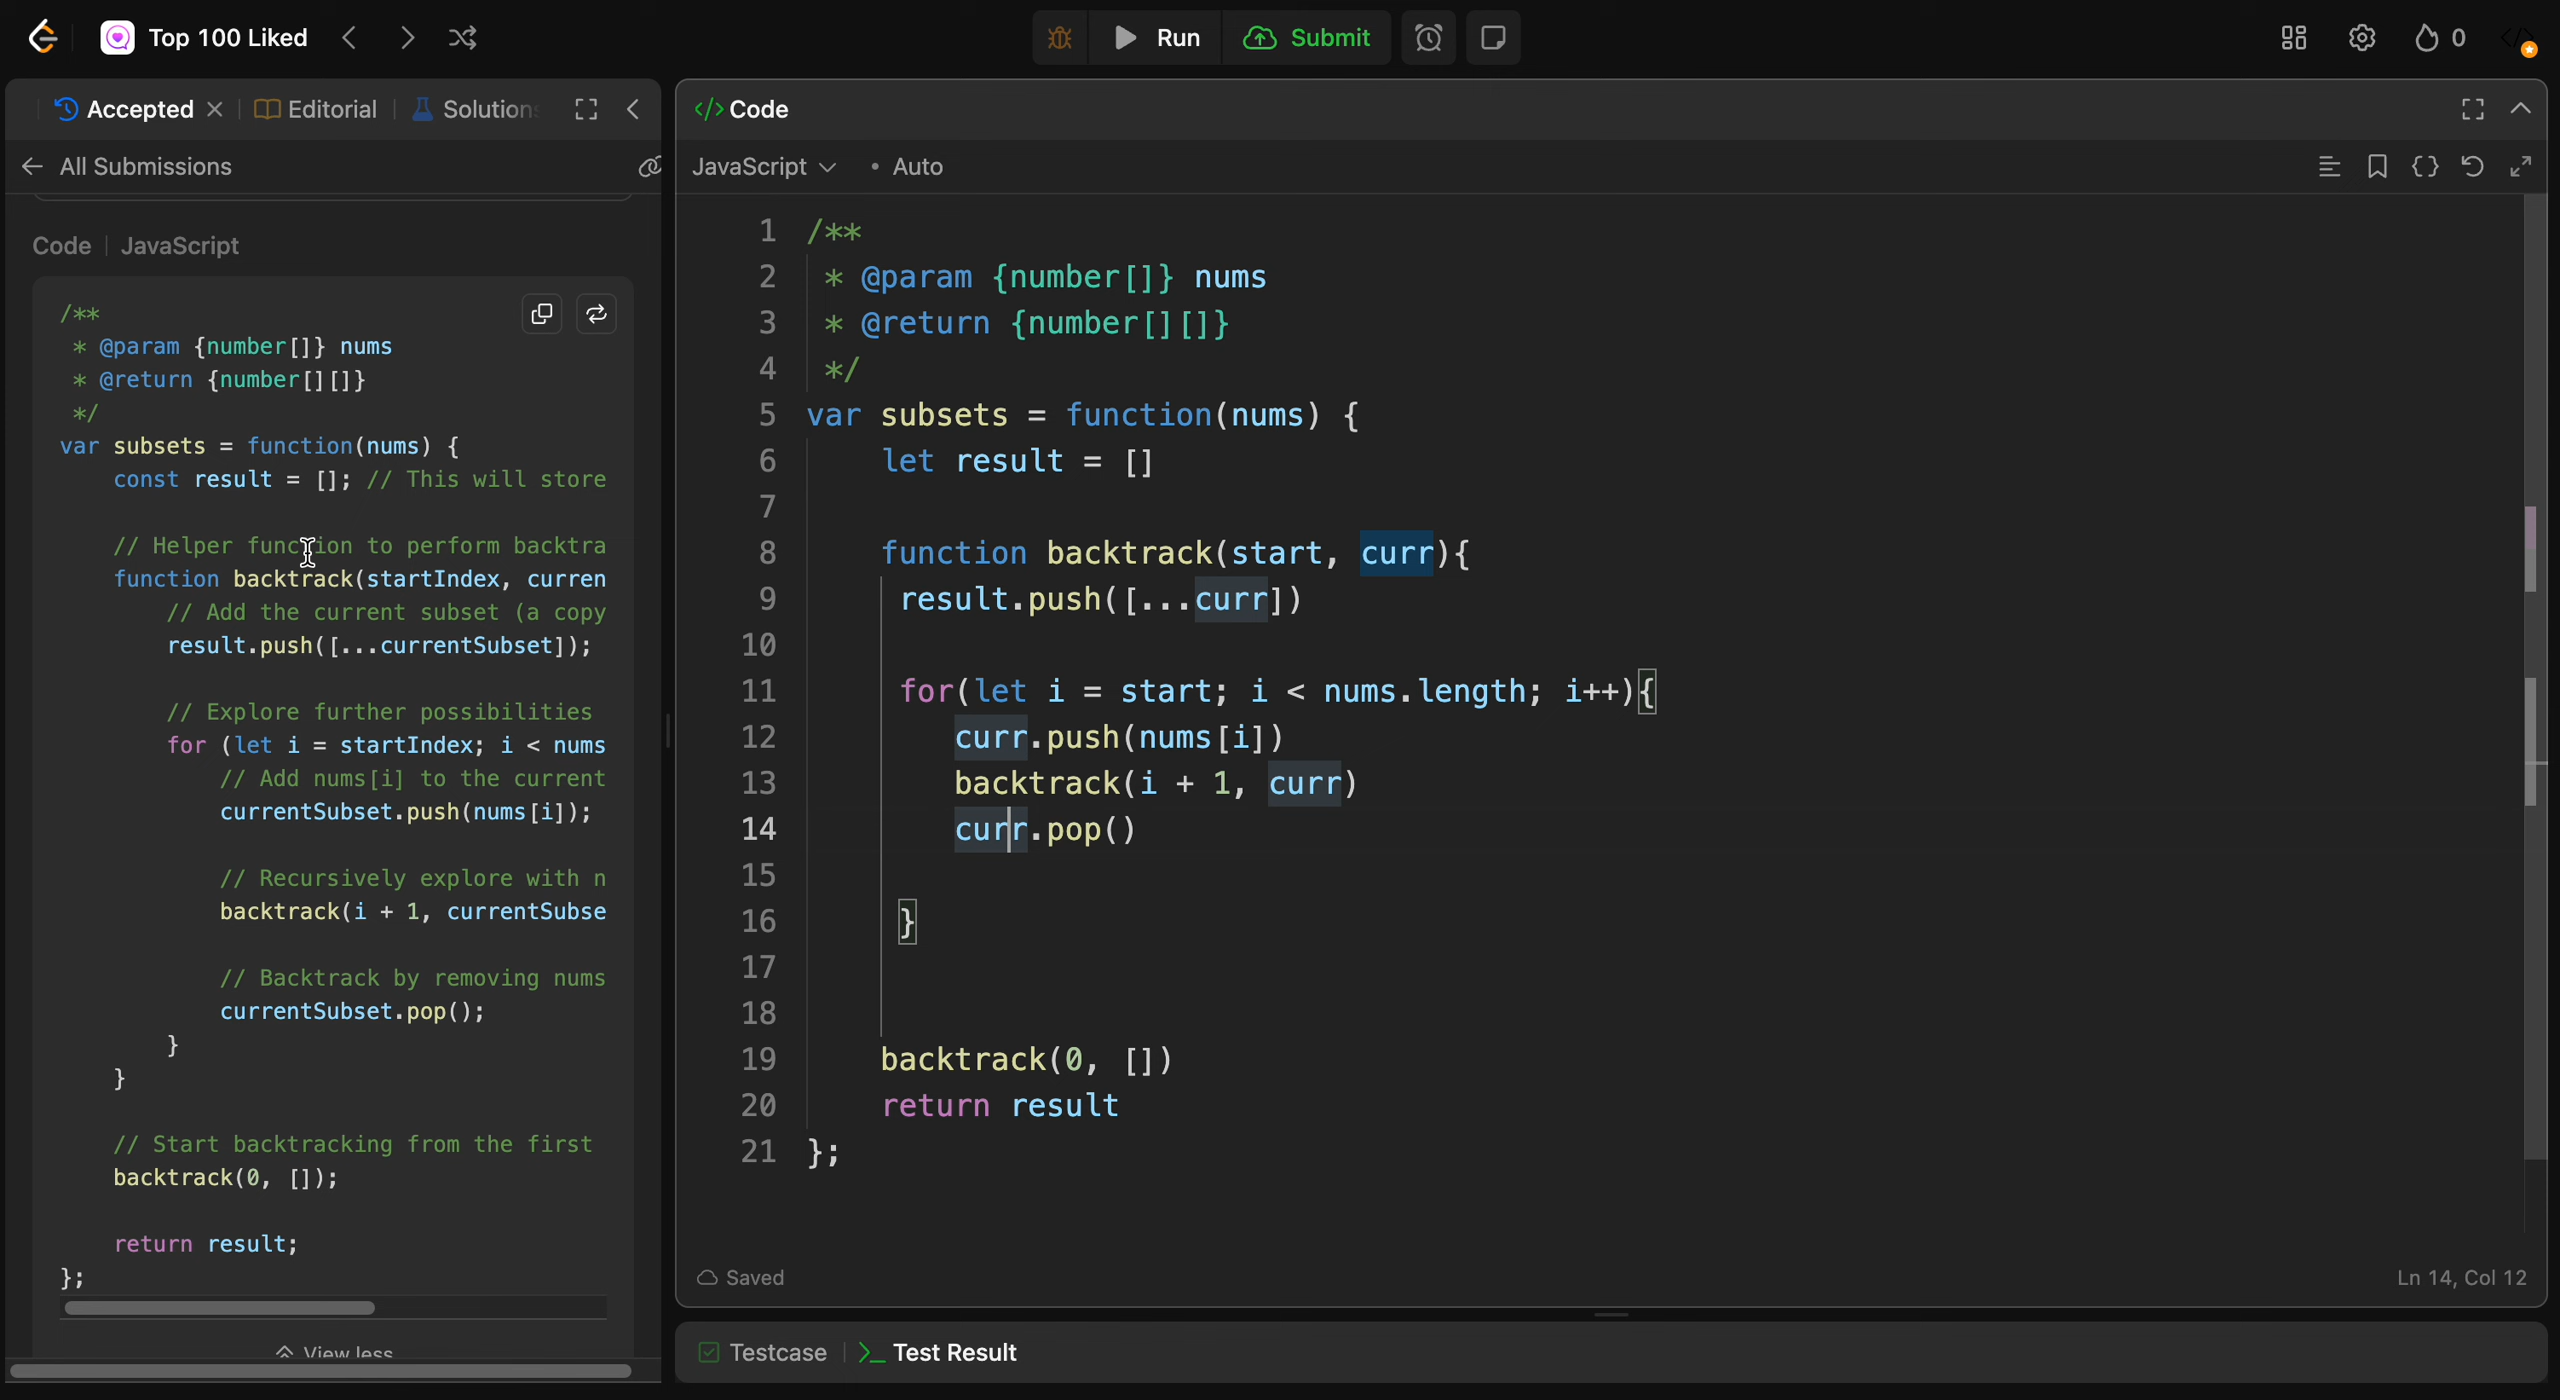 Top 100 Liked
Run
Submit
0
Accepted
Editorial
Solutions
All Submissions
Code | JavaScript
/**
 * @param {number[]} nums
 * @return {number[][]}
 */
var subsets = function(nums) {
    const result = []; // This will store
    // Helper function to perform backtra
    function backtrack(startIndex, curren
        // Add the current subset (a copy
        result.push([...currentSubset]);
        // Explore further possibilities
        for (let i = startIndex; i < nums
            // Add nums[i] to the current
            currentSubset.push(nums[i]);
            // Recursively explore with n
            backtrack(i + 1, currentSubse
            // Backtrack by removing nums
            currentSubset.pop();
        }
    }
    // Start backtracking from the first
    backtrack(0, []);
    return result;
};
View less
</> Code
JavaScript
• Auto
1 /**
2  * @param {number[]} nums
3  * @return {number[][]}
4  */
5 var subsets = function(nums) {
6     let result = []
7
8     function backtrack(start, curr){
9      result.push([...curr])
10
11      for(let i = start; i < nums.length; i++){
12         curr.push(nums[i])
13         backtrack(i + 1, curr)
14         curr.pop()
15
16      }
17
18
19     backtrack(0, [])
20     return result
21 };
Saved
Ln 14, Col 12
Testcase
>_ Test Result